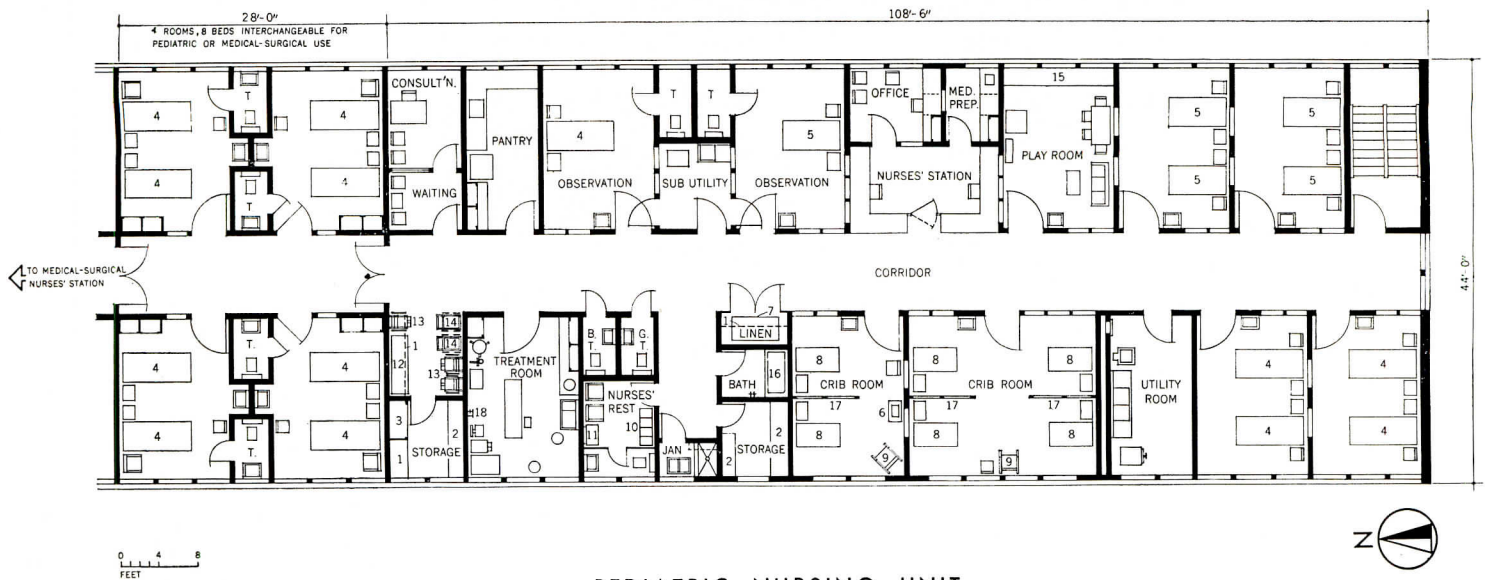 28'-0"
108'-6"
4 ROOMS, 8 BEDS INTERCHANGEABLE FOR
PEDIATRIC OR MEDICAL-SURGICAL USE
CONSULT'N.
T
4
4
PANTRY
4
T
T
5
OFFICE
MED.
PREP.
15
5
5
PLAY ROOM
4
4
T
WAITING
OBSERVATION
SUB UTILITY
OBSERVATION
NURSES' STATION
5
5
TO MEDICAL-SURGICAL
NURSES' STATION
CORRIDOR
44'-0"
4
T.
4
13
14
14
1
12
13
TREATMENT
ROOM
B.
T.
G.
T
7
1
LINEN
8
CRIB ROOM
8
8
CRIB ROOM
UTILITY
ROOM
4
4
BATH
16
4
T.
4
3
1
2
STORAGE
18
NURSES'
REST
10
11
JAN
2
STORAGE
2
17
6
8
9
17
17
8
8
9
4
4
0 4 8
FEET
N
PEDIATRIC NURSING UNIT